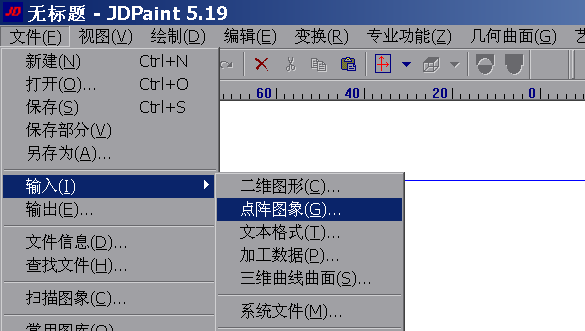 JD 无标题 - JDPaint 5.19
文件(F) 视图(V) 绘制(D) 编辑(E) 变换(R) 专业功能(Z) 几何曲面(G) 艺
新建(N) Ctrl+N
打开(O)... Ctrl+O
保存(S) Ctrl+S
保存部分(V)
60 40 20 0
另存为(A)...
输入(I)
二维图形(C)...
输出(E)...
点阵图象(G)...
文本格式(T)...
文件信息(D)...
加工数据(P)...
查找文件(H)...
三维曲线曲面(S)...
扫描图象(C)...
系统文件(M)...
常用图库(O)